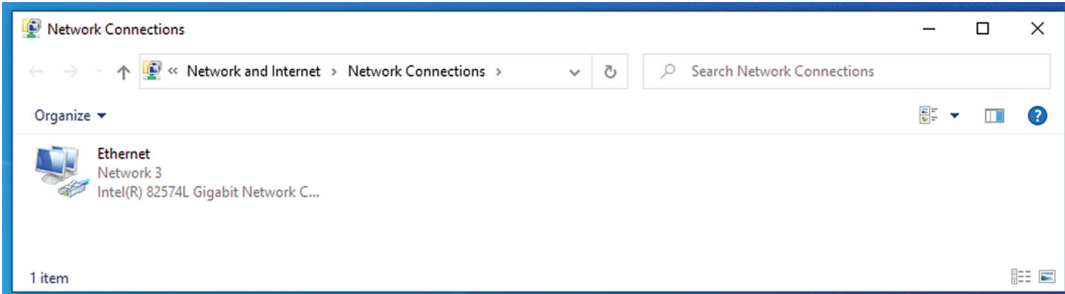 Network Connections
« Network and Internet › Network Connections ›
Search Network Connections
Organize
Ethernet
Network 3
Intel(R) 82574L Gigabit Network C...
1 item